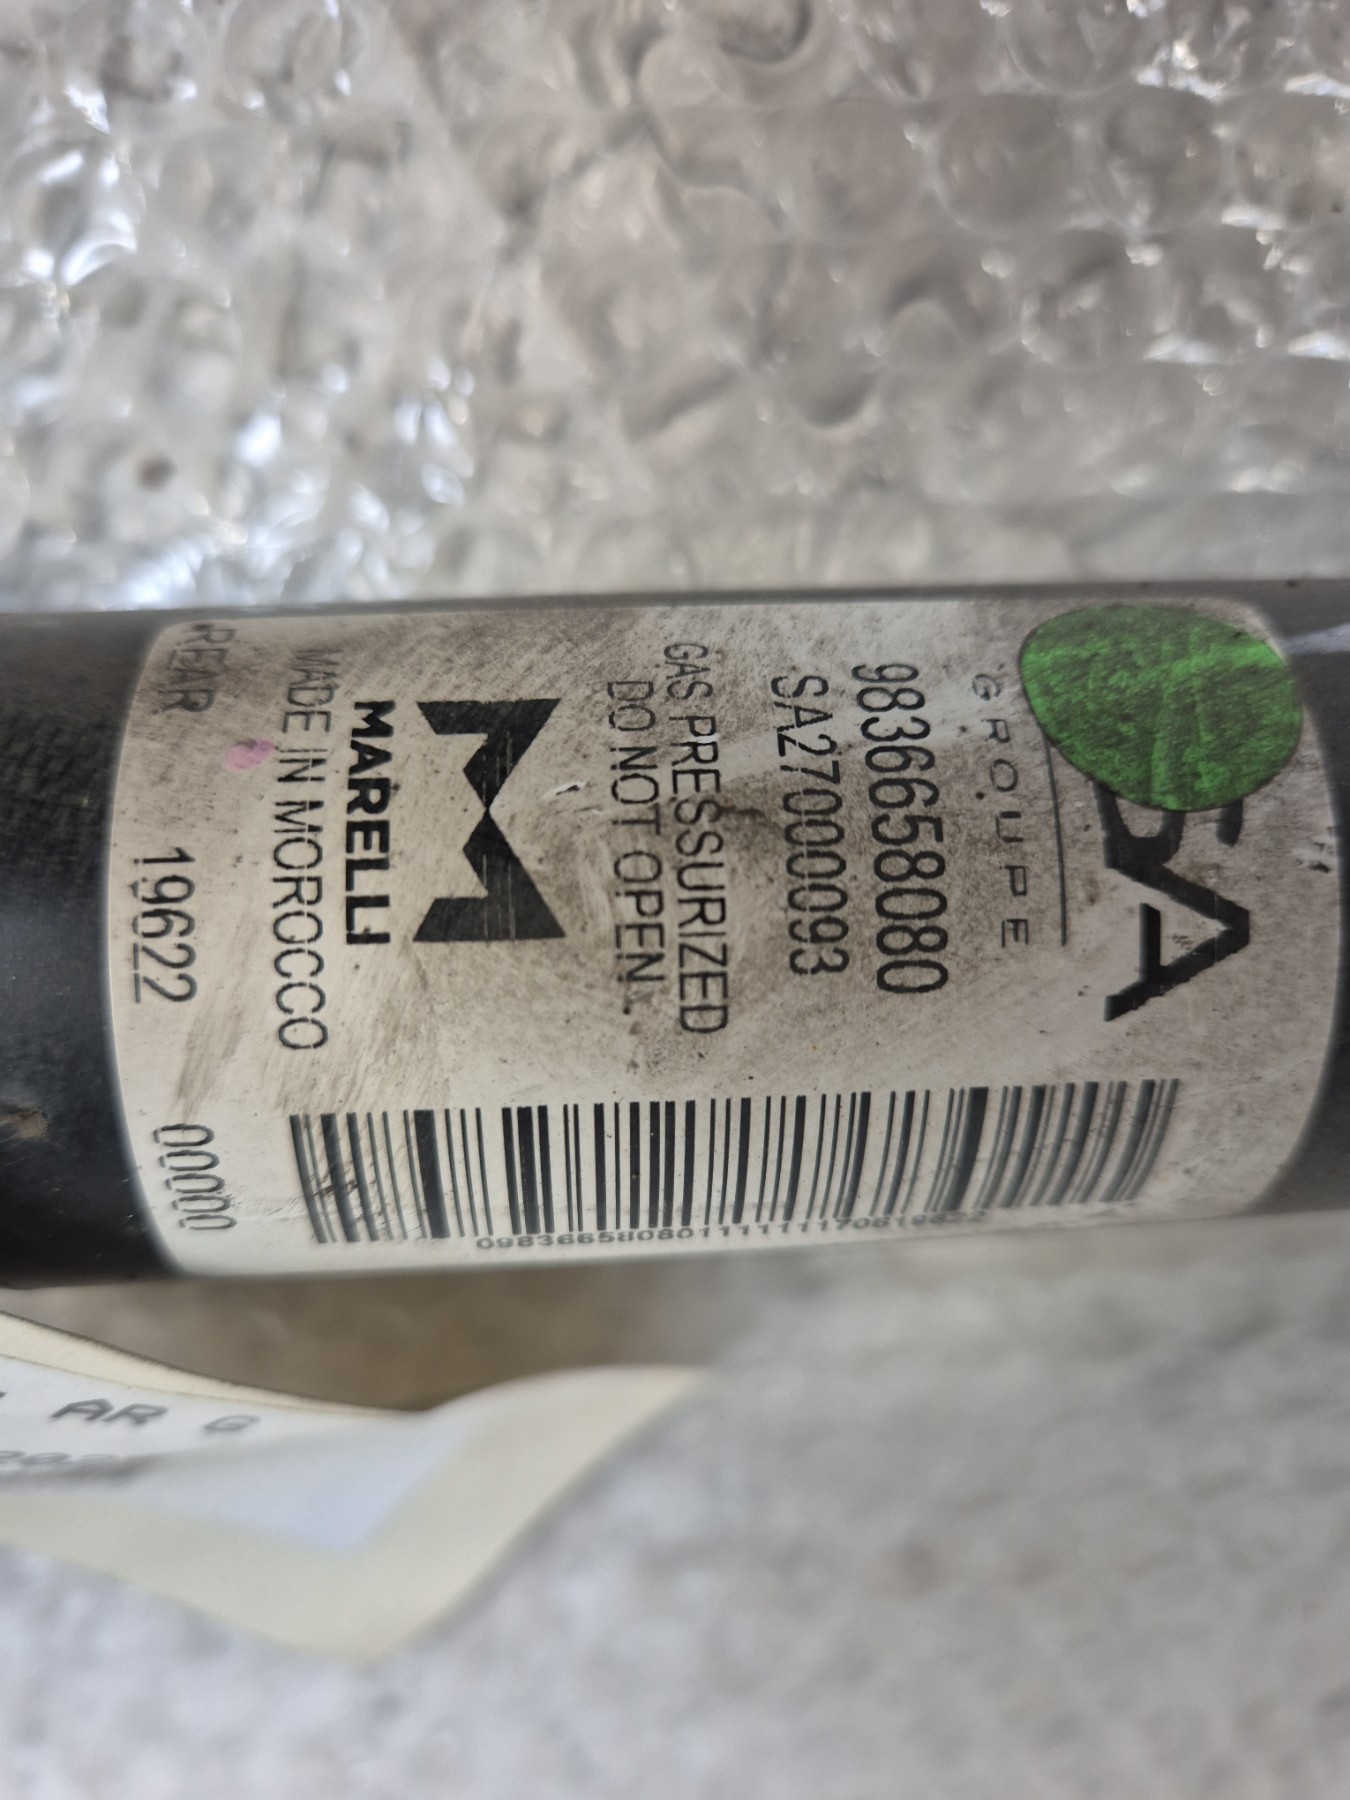 GROUPE
9836658080
SA27000093
GAS PRESSURIZED
DO NOT OPEN
MARELLI
MADE IN MOROCCO
REAR 19622 00000
AR G